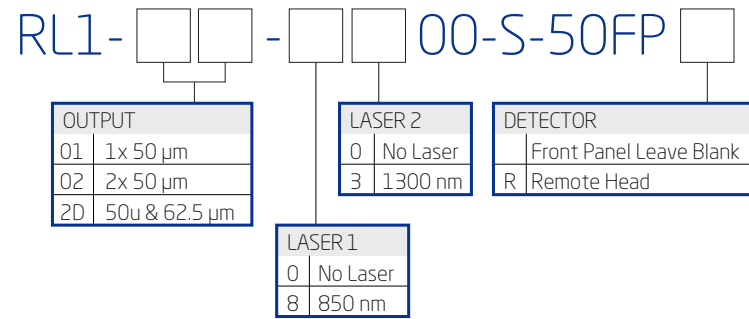 RL1- - 00-S-50FP
OUTPUT
01 1x 50 µm
02 2x 50 µm
2D 50u & 62.5 µm
LASER 1
0 No Laser
8 850 nm
LASER 2
0 No Laser
3 1300 nm
DETECTOR
Front Panel Leave Blank
R Remote Head